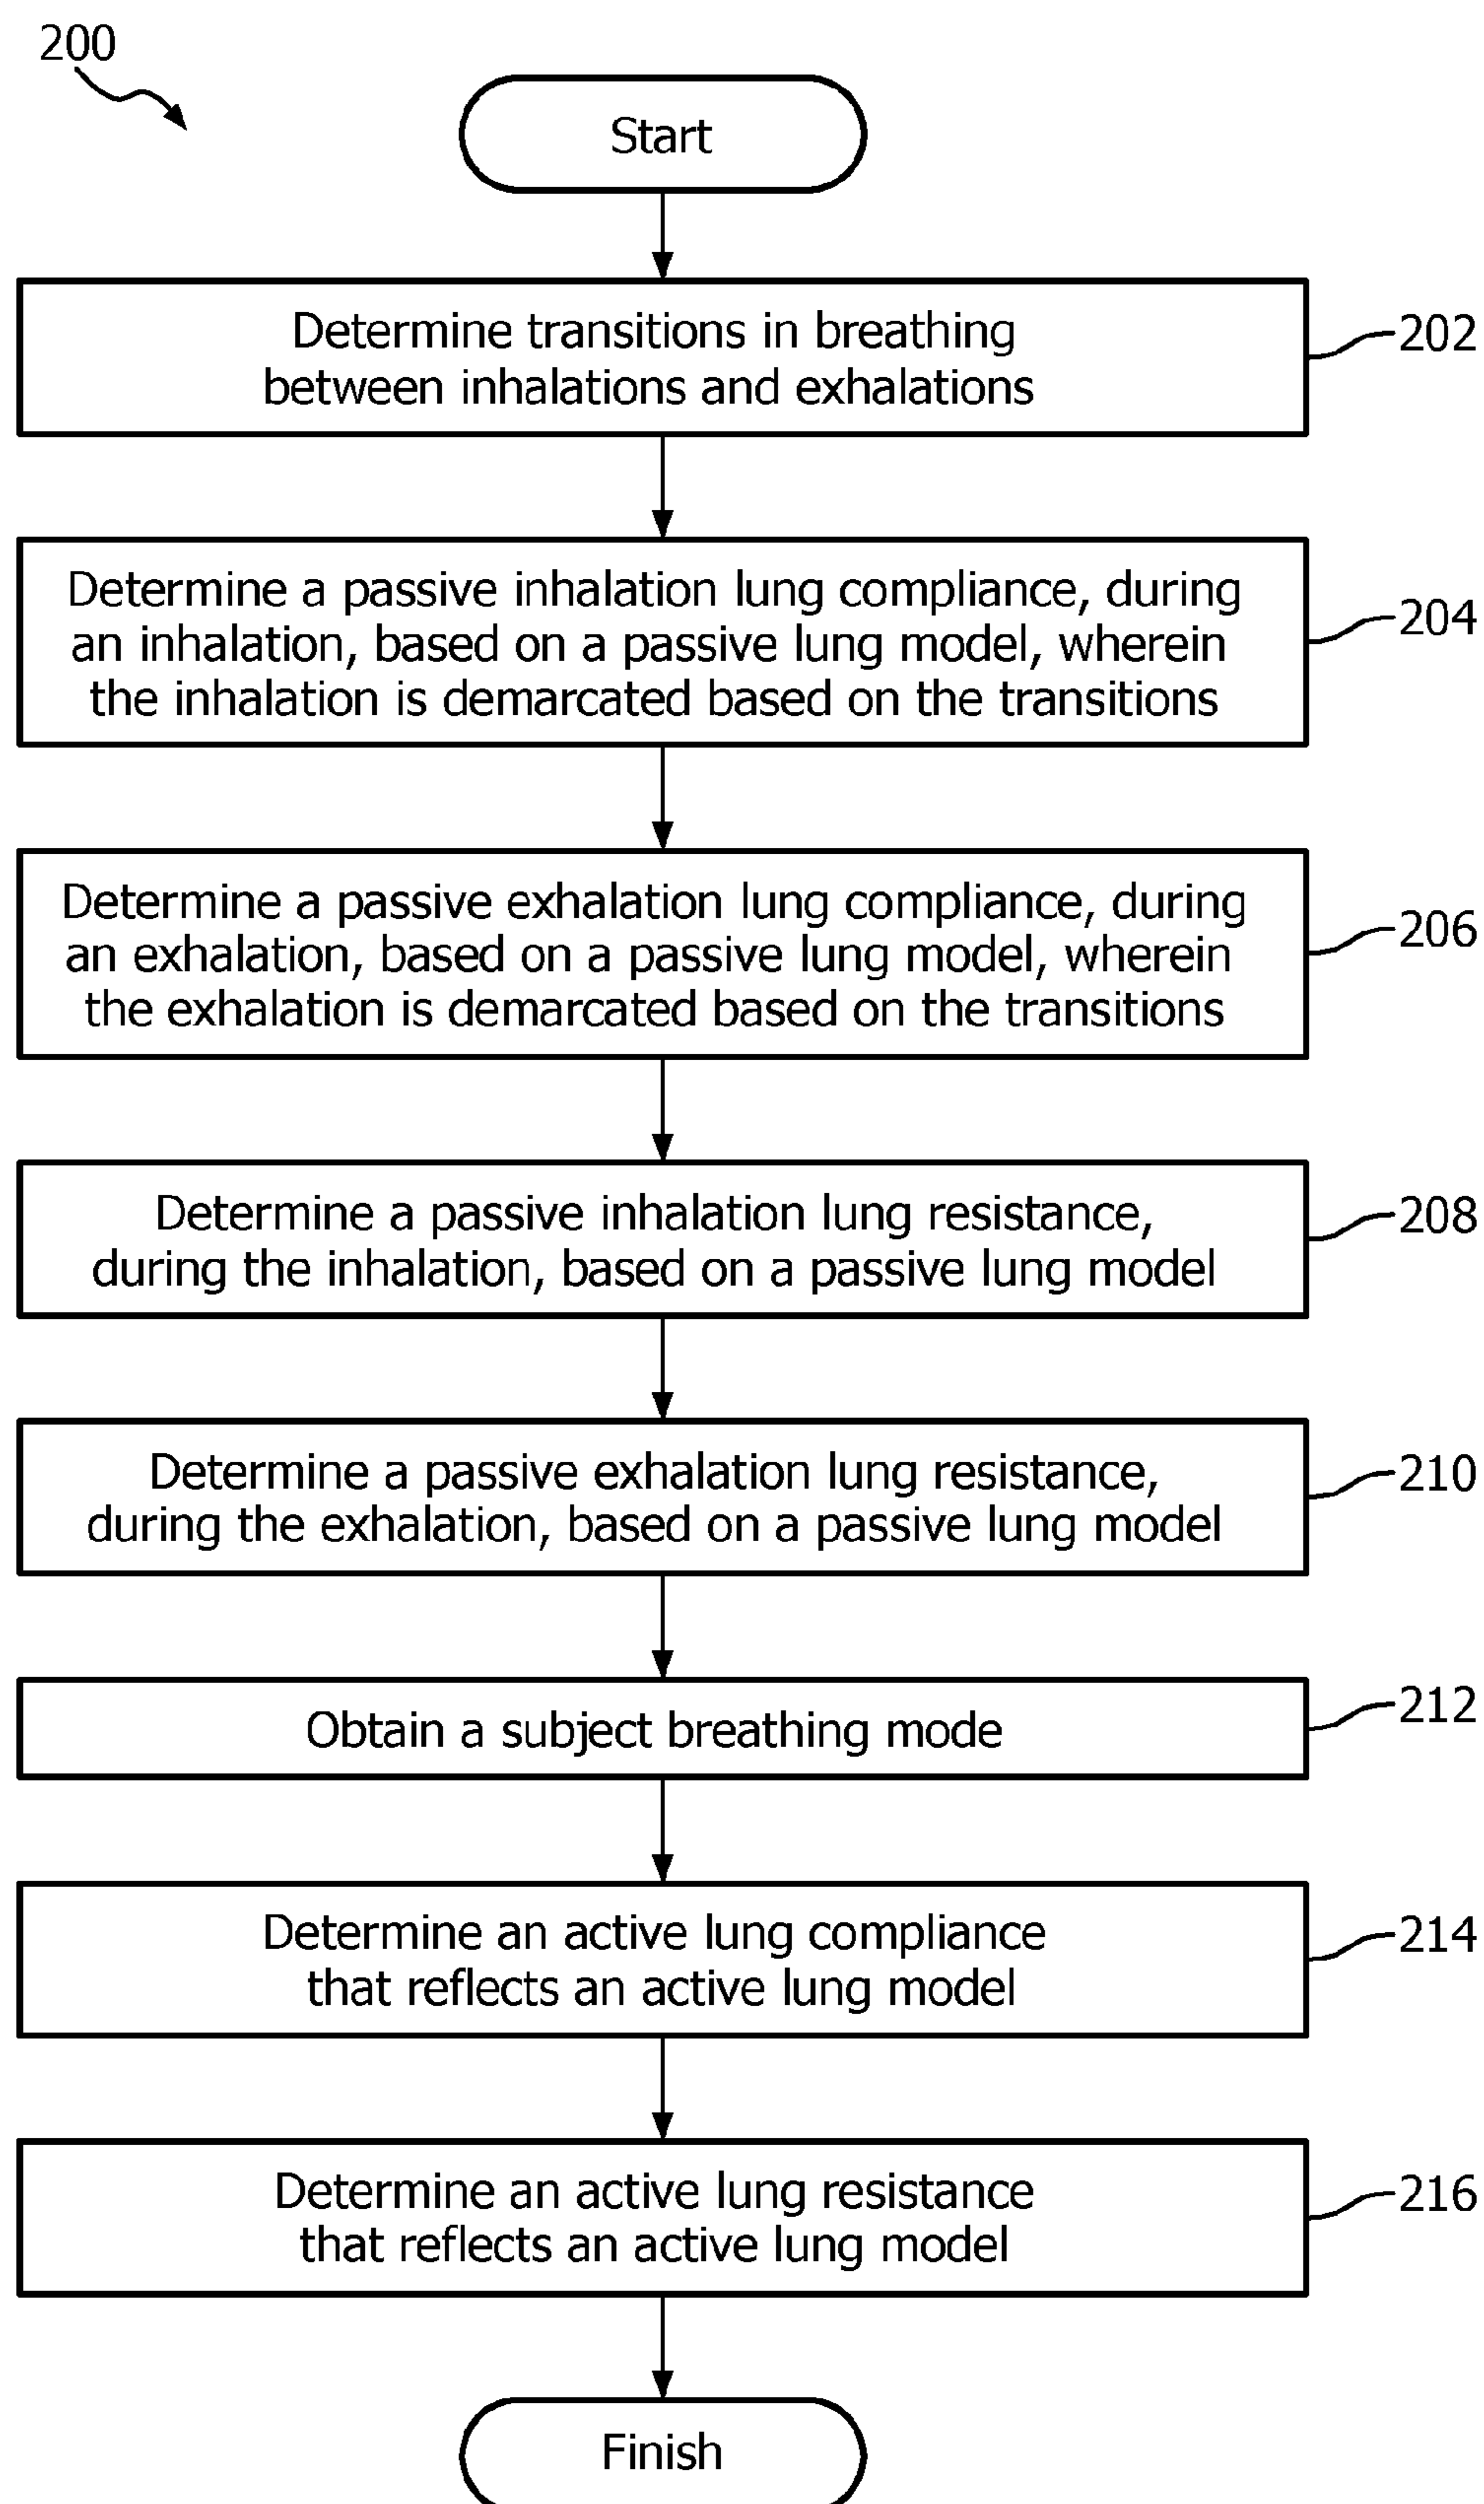 200
Start
Determine transitions in breathing
between inhalations and exhalations
202
Determine a passive inhalation lung compliance, during
an inhalation, based on a passive lung model, wherein
the inhalation is demarcated based on the transitions
204
Determine a passive exhalation lung compliance, during
an exhalation, based on a passive lung model, wherein
the exhalation is demarcated based on the transitions
206
Determine a passive inhalation lung resistance,
during the inhalation, based on a passive lung model
208
Determine a passive exhalation lung resistance,
during the exhalation, based on a passive lung model
210
Obtain a subject breathing mode
212
Determine an active lung compliance
that reflects an active lung model
214
Determine an active lung resistance
that reflects an active lung model
216
Finish